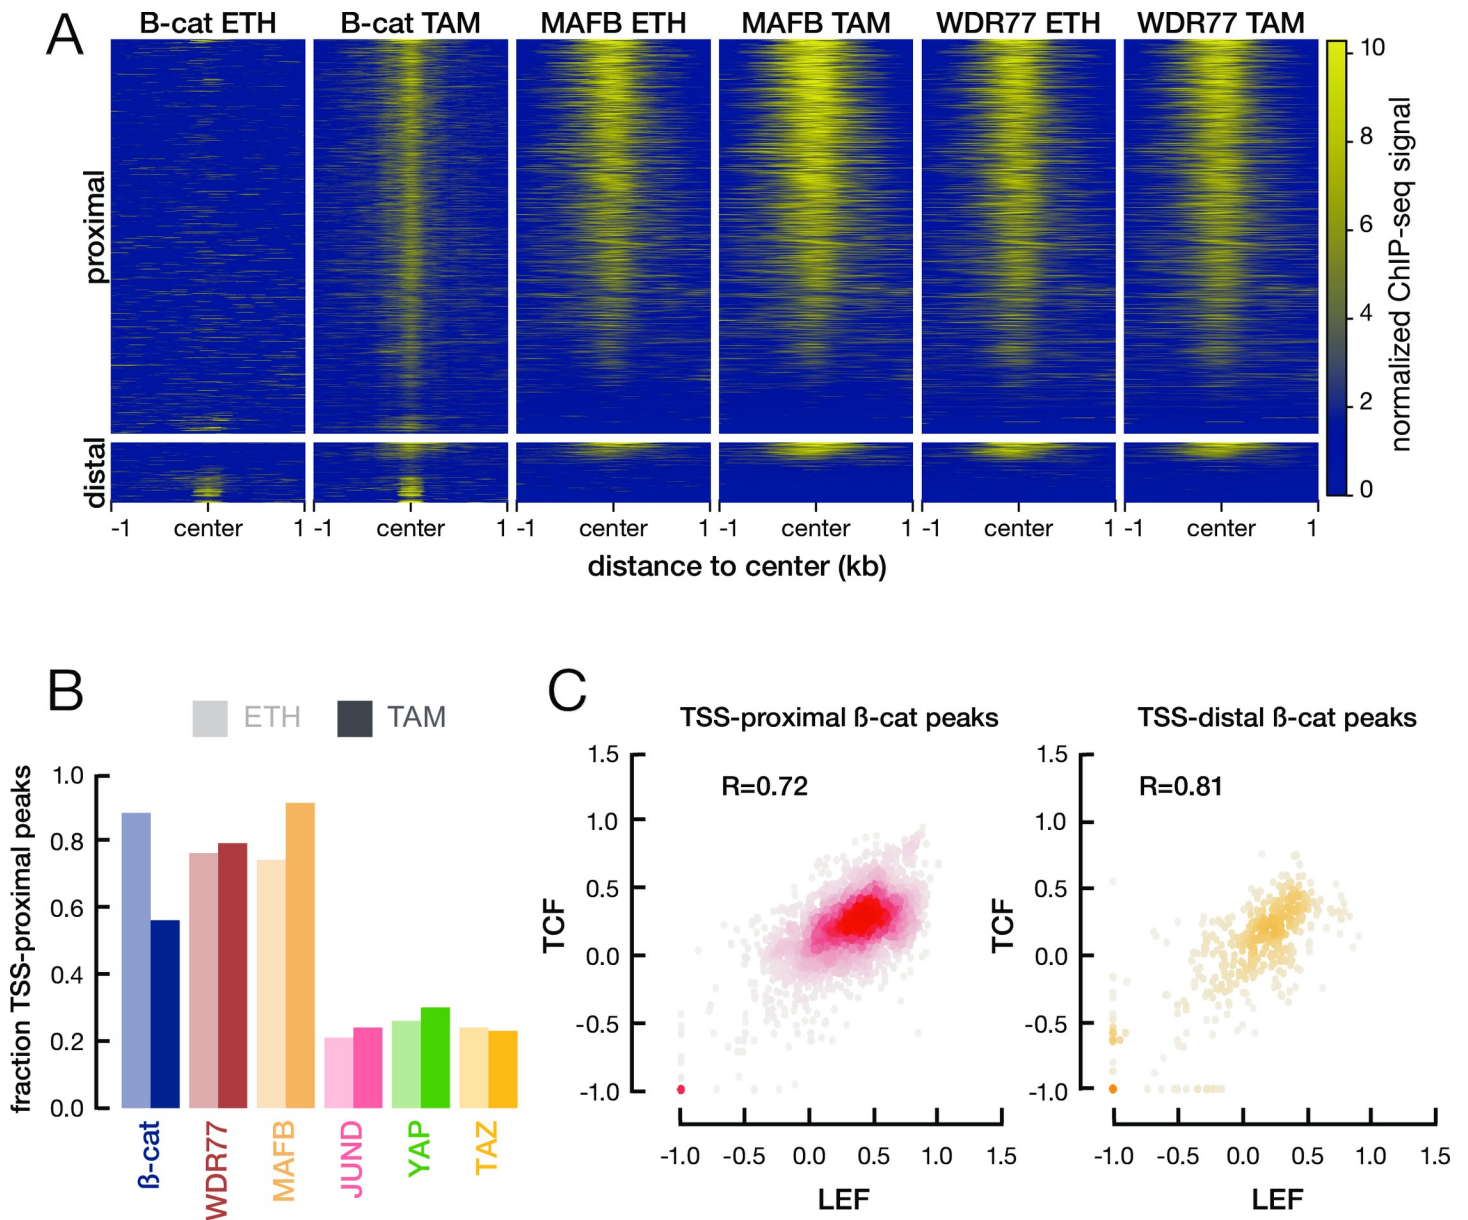 A
B-cat ETH
B-cat TAM
MAFB ETH
MAFB TAM
WDR77 ETH
WDR77 TAM
proximal
distal
10
8
6
4
2
0
normalized ChIP-seq signal
-1 center 1
-1 center 1
-1 center 1
-1 center 1
-1 center 1
-1 center 1
distance to center (kb)
B
ETH
TAM
fraction TSS-proximal peaks
1.0
0.8
0.6
0.4
0.2
0.0
ß-cat
WDR77
MAFB
JUND
YAP
TAZ
C
TSS-proximal ß-cat peaks
R=0.72
TCF
1.5
1.0
0.5
0.0
-0.5
-1.0
-1.0 -0.5 0.0 0.5 1.0 1.5
LEF
TSS-distal ß-cat peaks
R=0.81
TCF
1.5
1.0
0.5
0.0
-0.5
-1.0
-1.0 -0.5 0.0 0.5 1.0 1.5
LEF